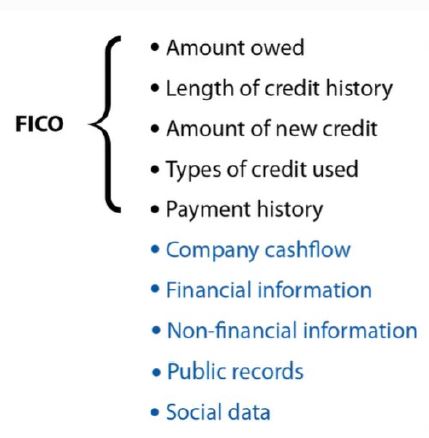 • Amount owed
• Length of credit history
FICO
• Amount of new credit
• Types of credit used
• Payment history
• Company cashflow
• Financial information
• Non-financial information
• Public records
• Social data